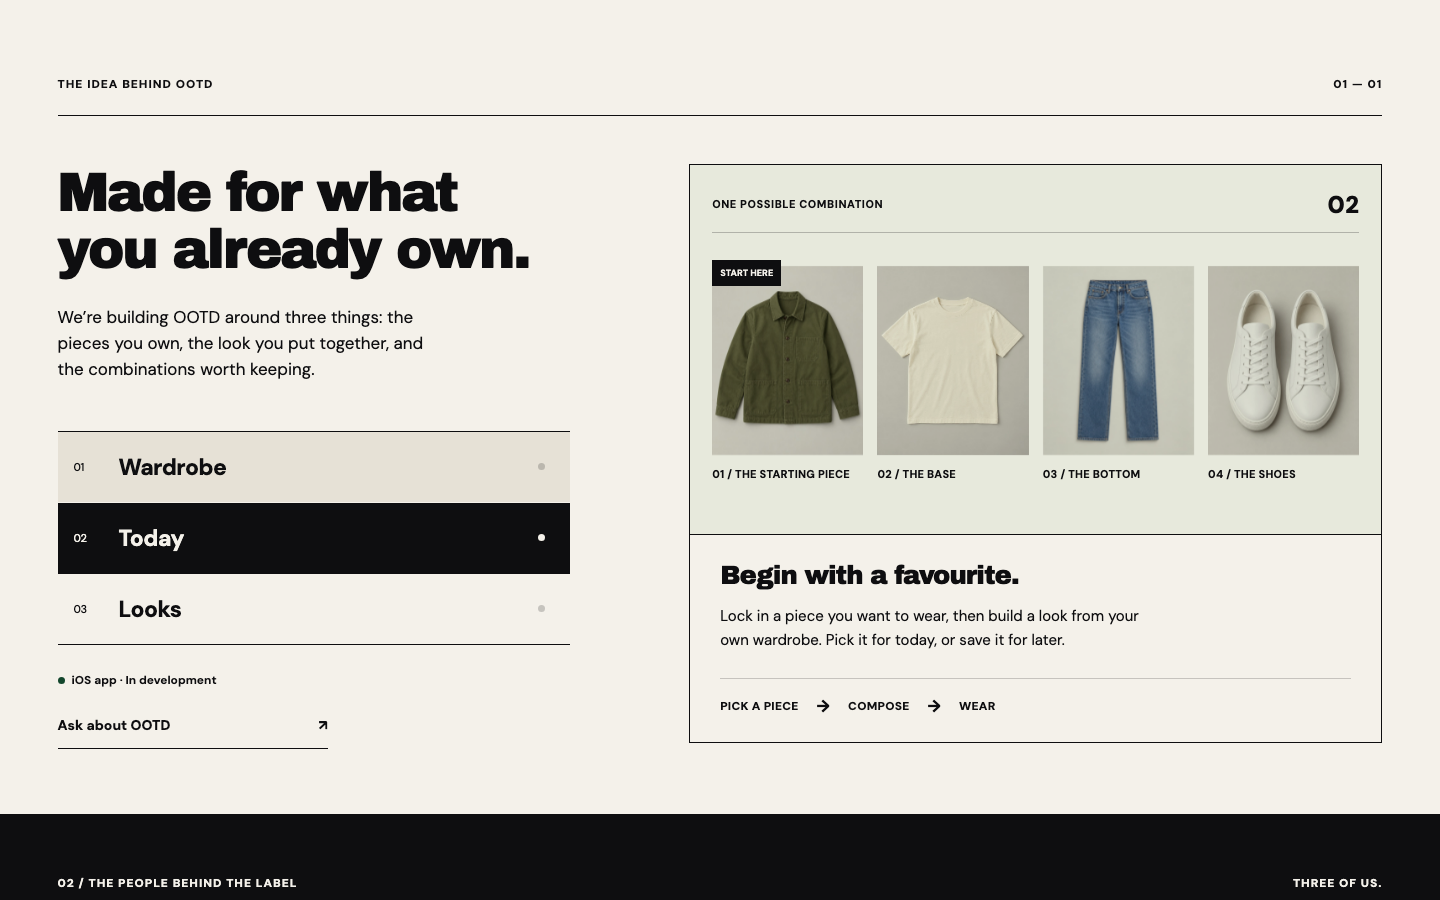 THE IDEA BEHIND OOTD
01 — 01
Made for what
you already own.
We’re building OOTD around three things: the
pieces you own, the look you put together, and
the combinations worth keeping.
01 Wardrobe
02 Today
03 Looks
iOS app · In development
Ask about OOTD
ONE POSSIBLE COMBINATION
02
START HERE
01 / THE STARTING PIECE
02 / THE BASE
03 / THE BOTTOM
04 / THE SHOES
Begin with a favourite.
Lock in a piece you want to wear, then build a look from your
own wardrobe. Pick it for today, or save it for later.
PICK A PIECE → COMPOSE → WEAR
02 / THE PEOPLE BEHIND THE LABEL
THREE OF US.